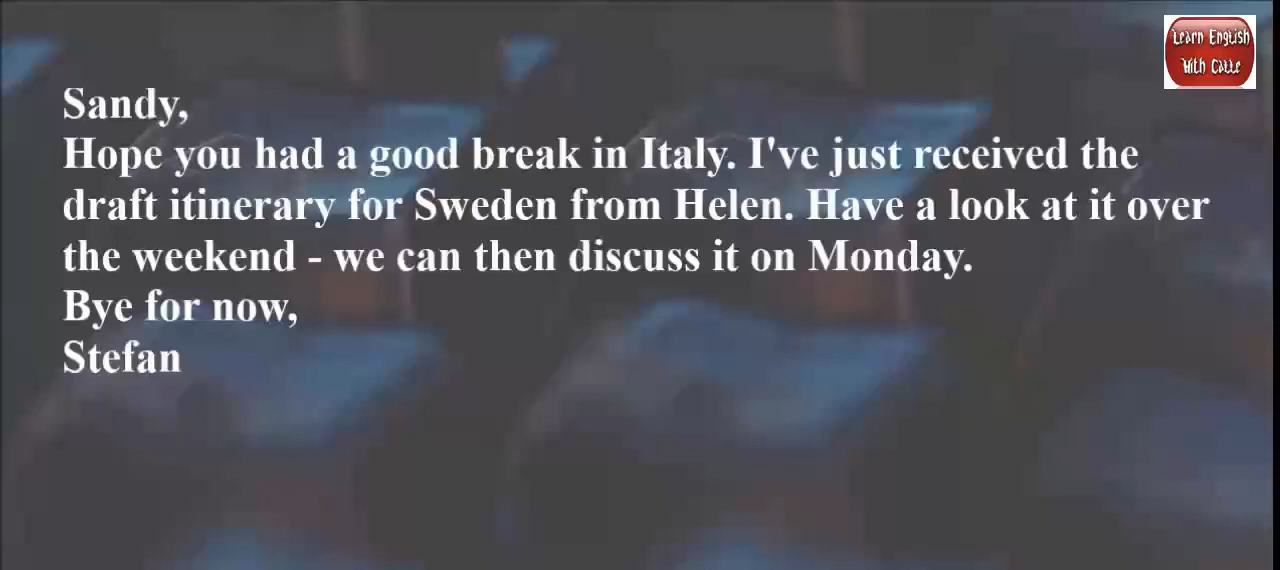 Learn English
With Cattc
Sandy,
Hope you had a good break in Italy. I've just received the
draft itinerary for Sweden from Helen. Have a look at it over
the weekend - we can then discuss it on Monday.
Bye for now,
Stefan